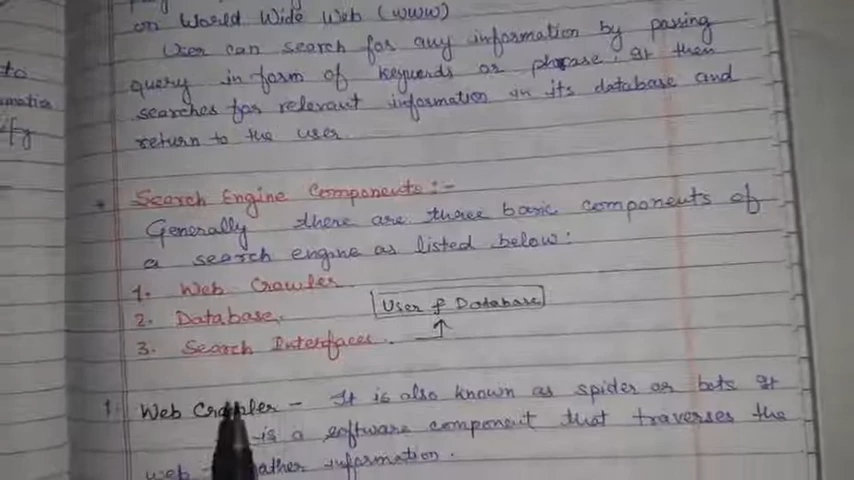 to
on World Wide Web (WWW)
User can search for any information by passing
query in form of keywords or phrase. It then
searches for relevant information in its database and
return to the user.
* Search Engine Components :-
Generally there are three basic components of
a search engine as listed below:
1. Web Crawler
2. Database. User & Database
3. Search Interfaces.
1. Web Crawler - It is also known as spider or bots It
is a software component that traverses the
web gather information.